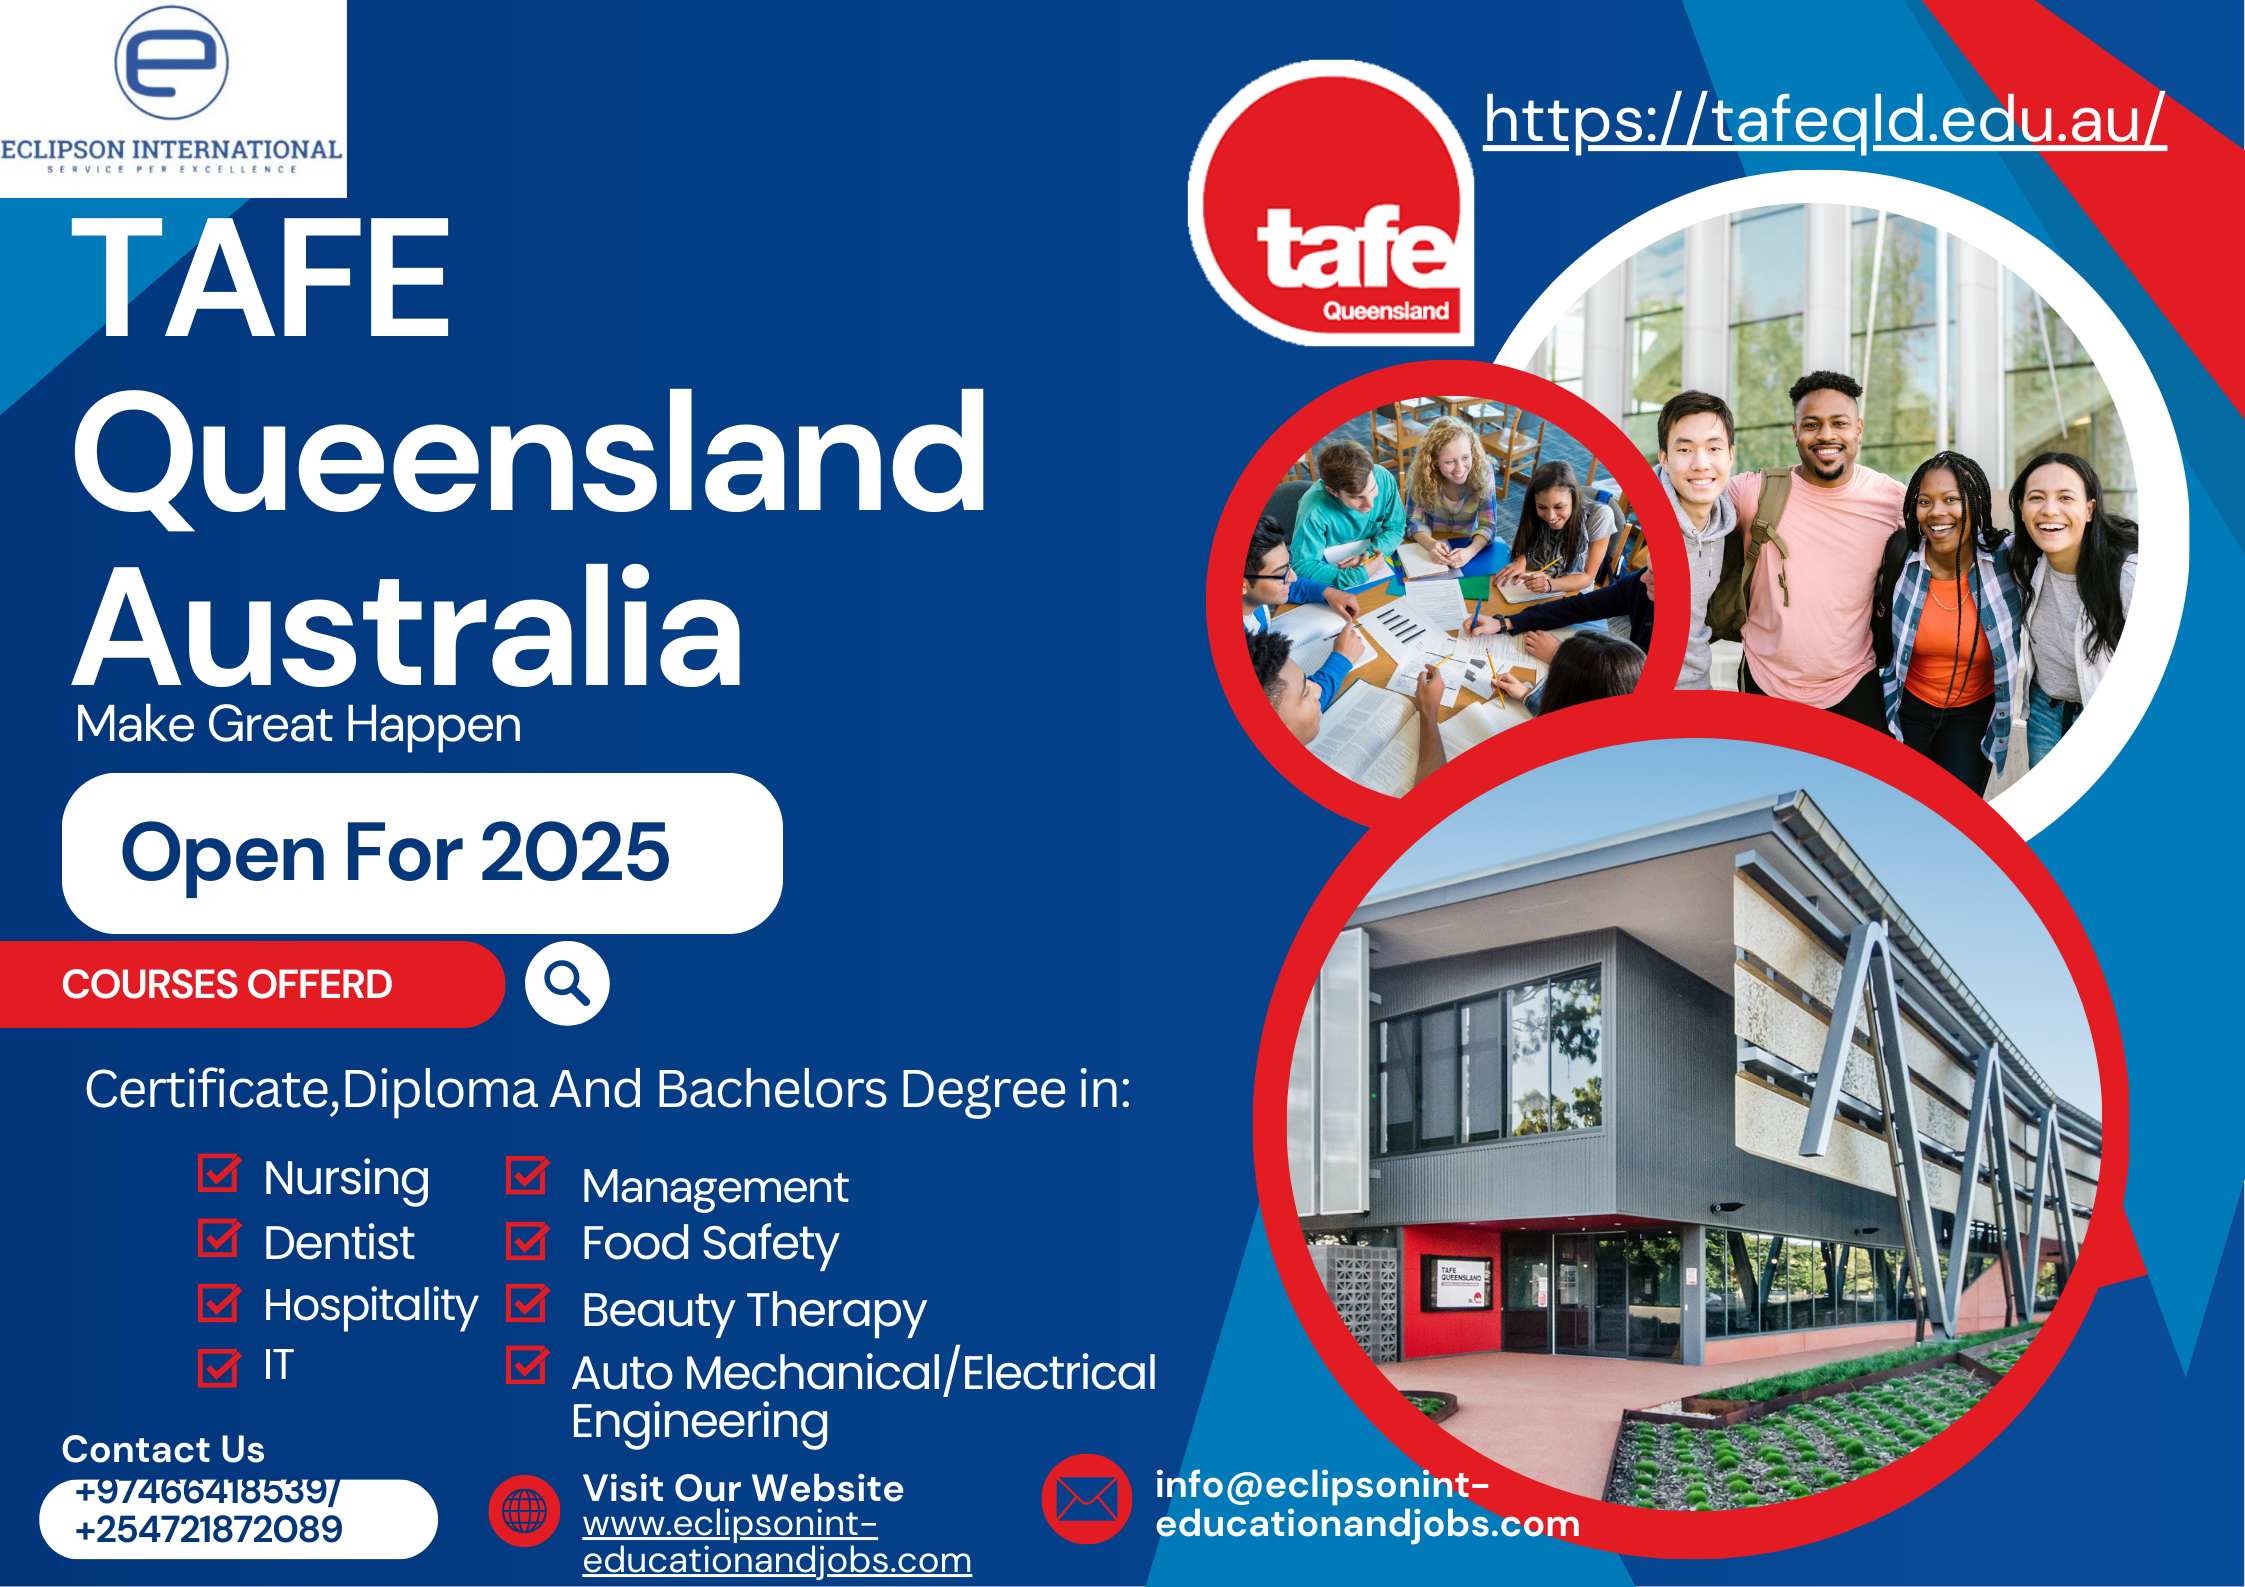 ECLIPSON INTERNATIONAL
SERVICE PER EXCELLENCE
tafe
Queensland
https://tafeqld.edu.au/
TAFE
Queensland
Australia
Make Great Happen
Open For 2025
COURSES OFFERD
Certificate,Diploma And Bachelors Degree in:
Nursing
Dentist
Hospitality
IT
Management
Food Safety
Beauty Therapy
Auto Mechanical/Electrical
Engineering
TAFE
QUEENSLAND
Contact Us
+97466418539/
+254721872089
Visit Our Website
www.eclipsonint-
educationandjobs.com
info@eclipsonint-
educationandjobs.com